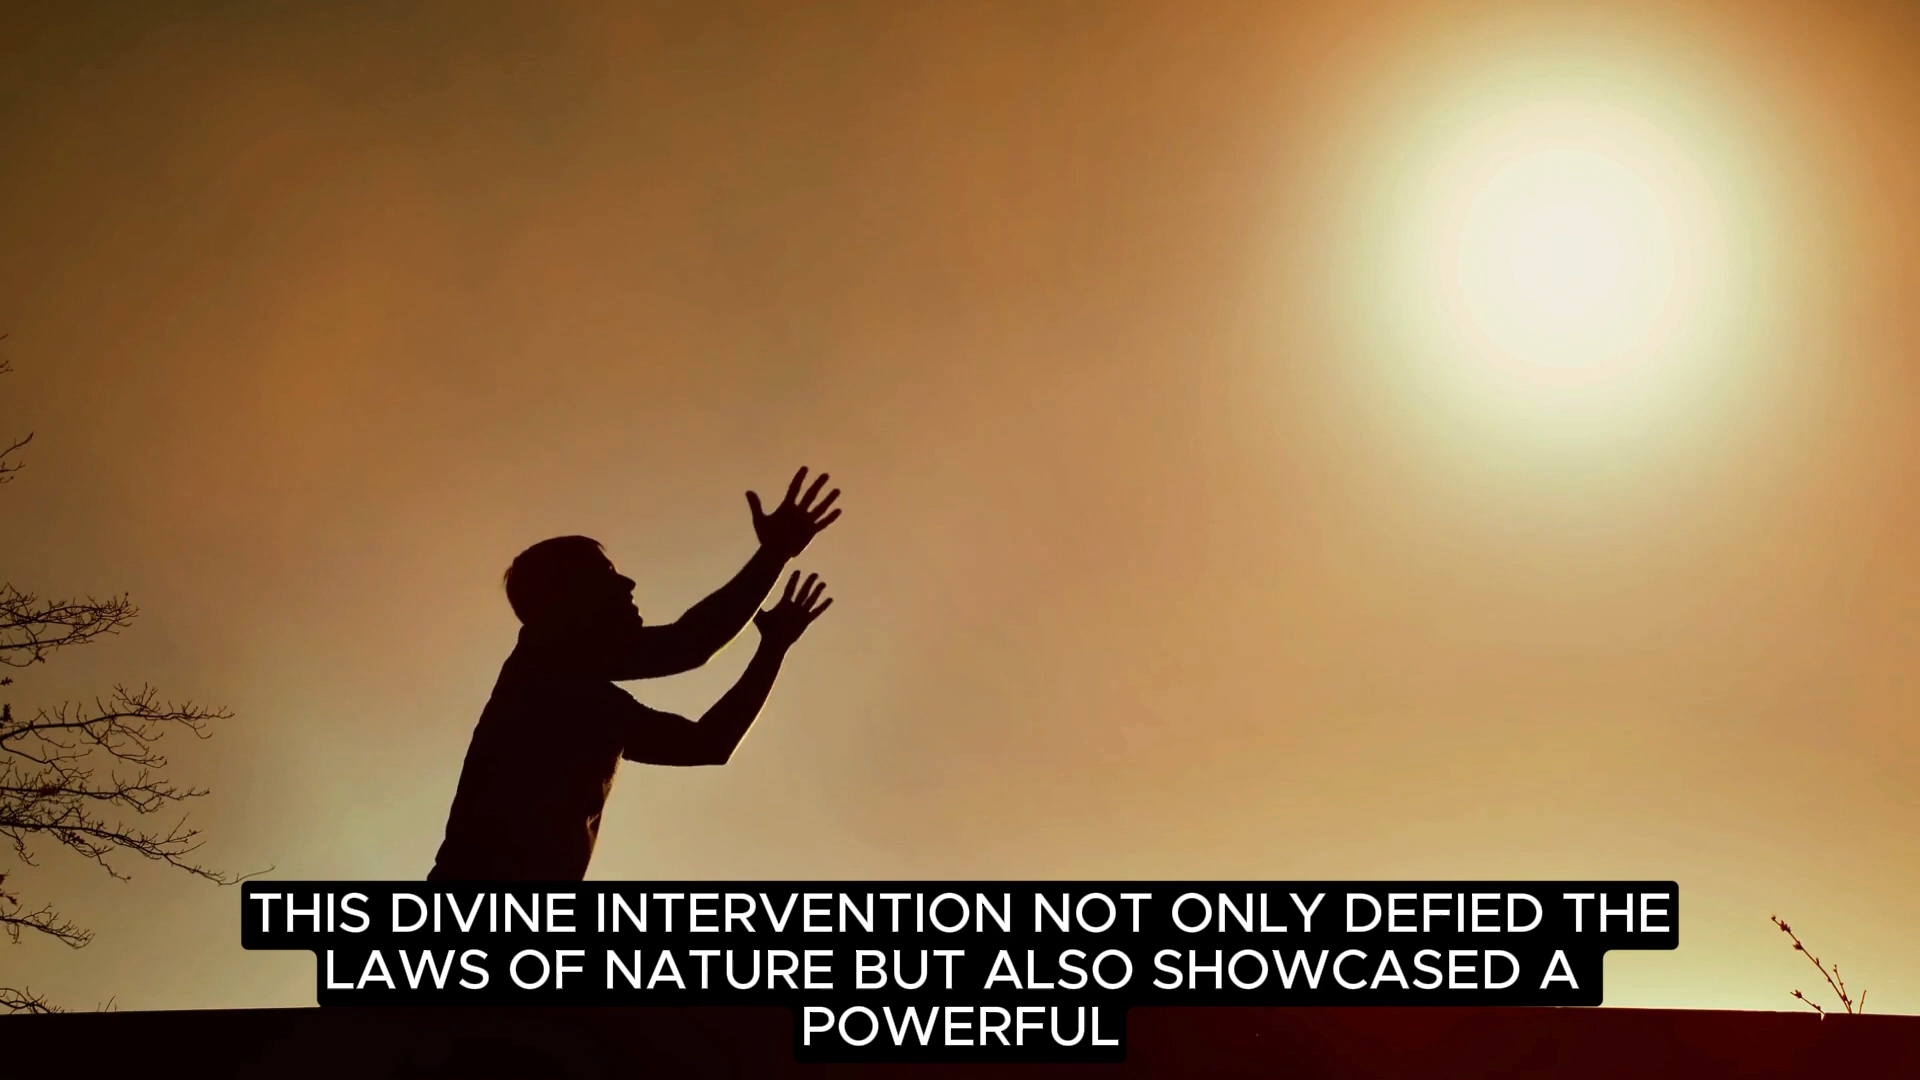 THIS DIVINE INTERVENTION NOT ONLY DEFIED THE
LAWS OF NATURE BUT ALSO SHOWCASED A
POWERFUL